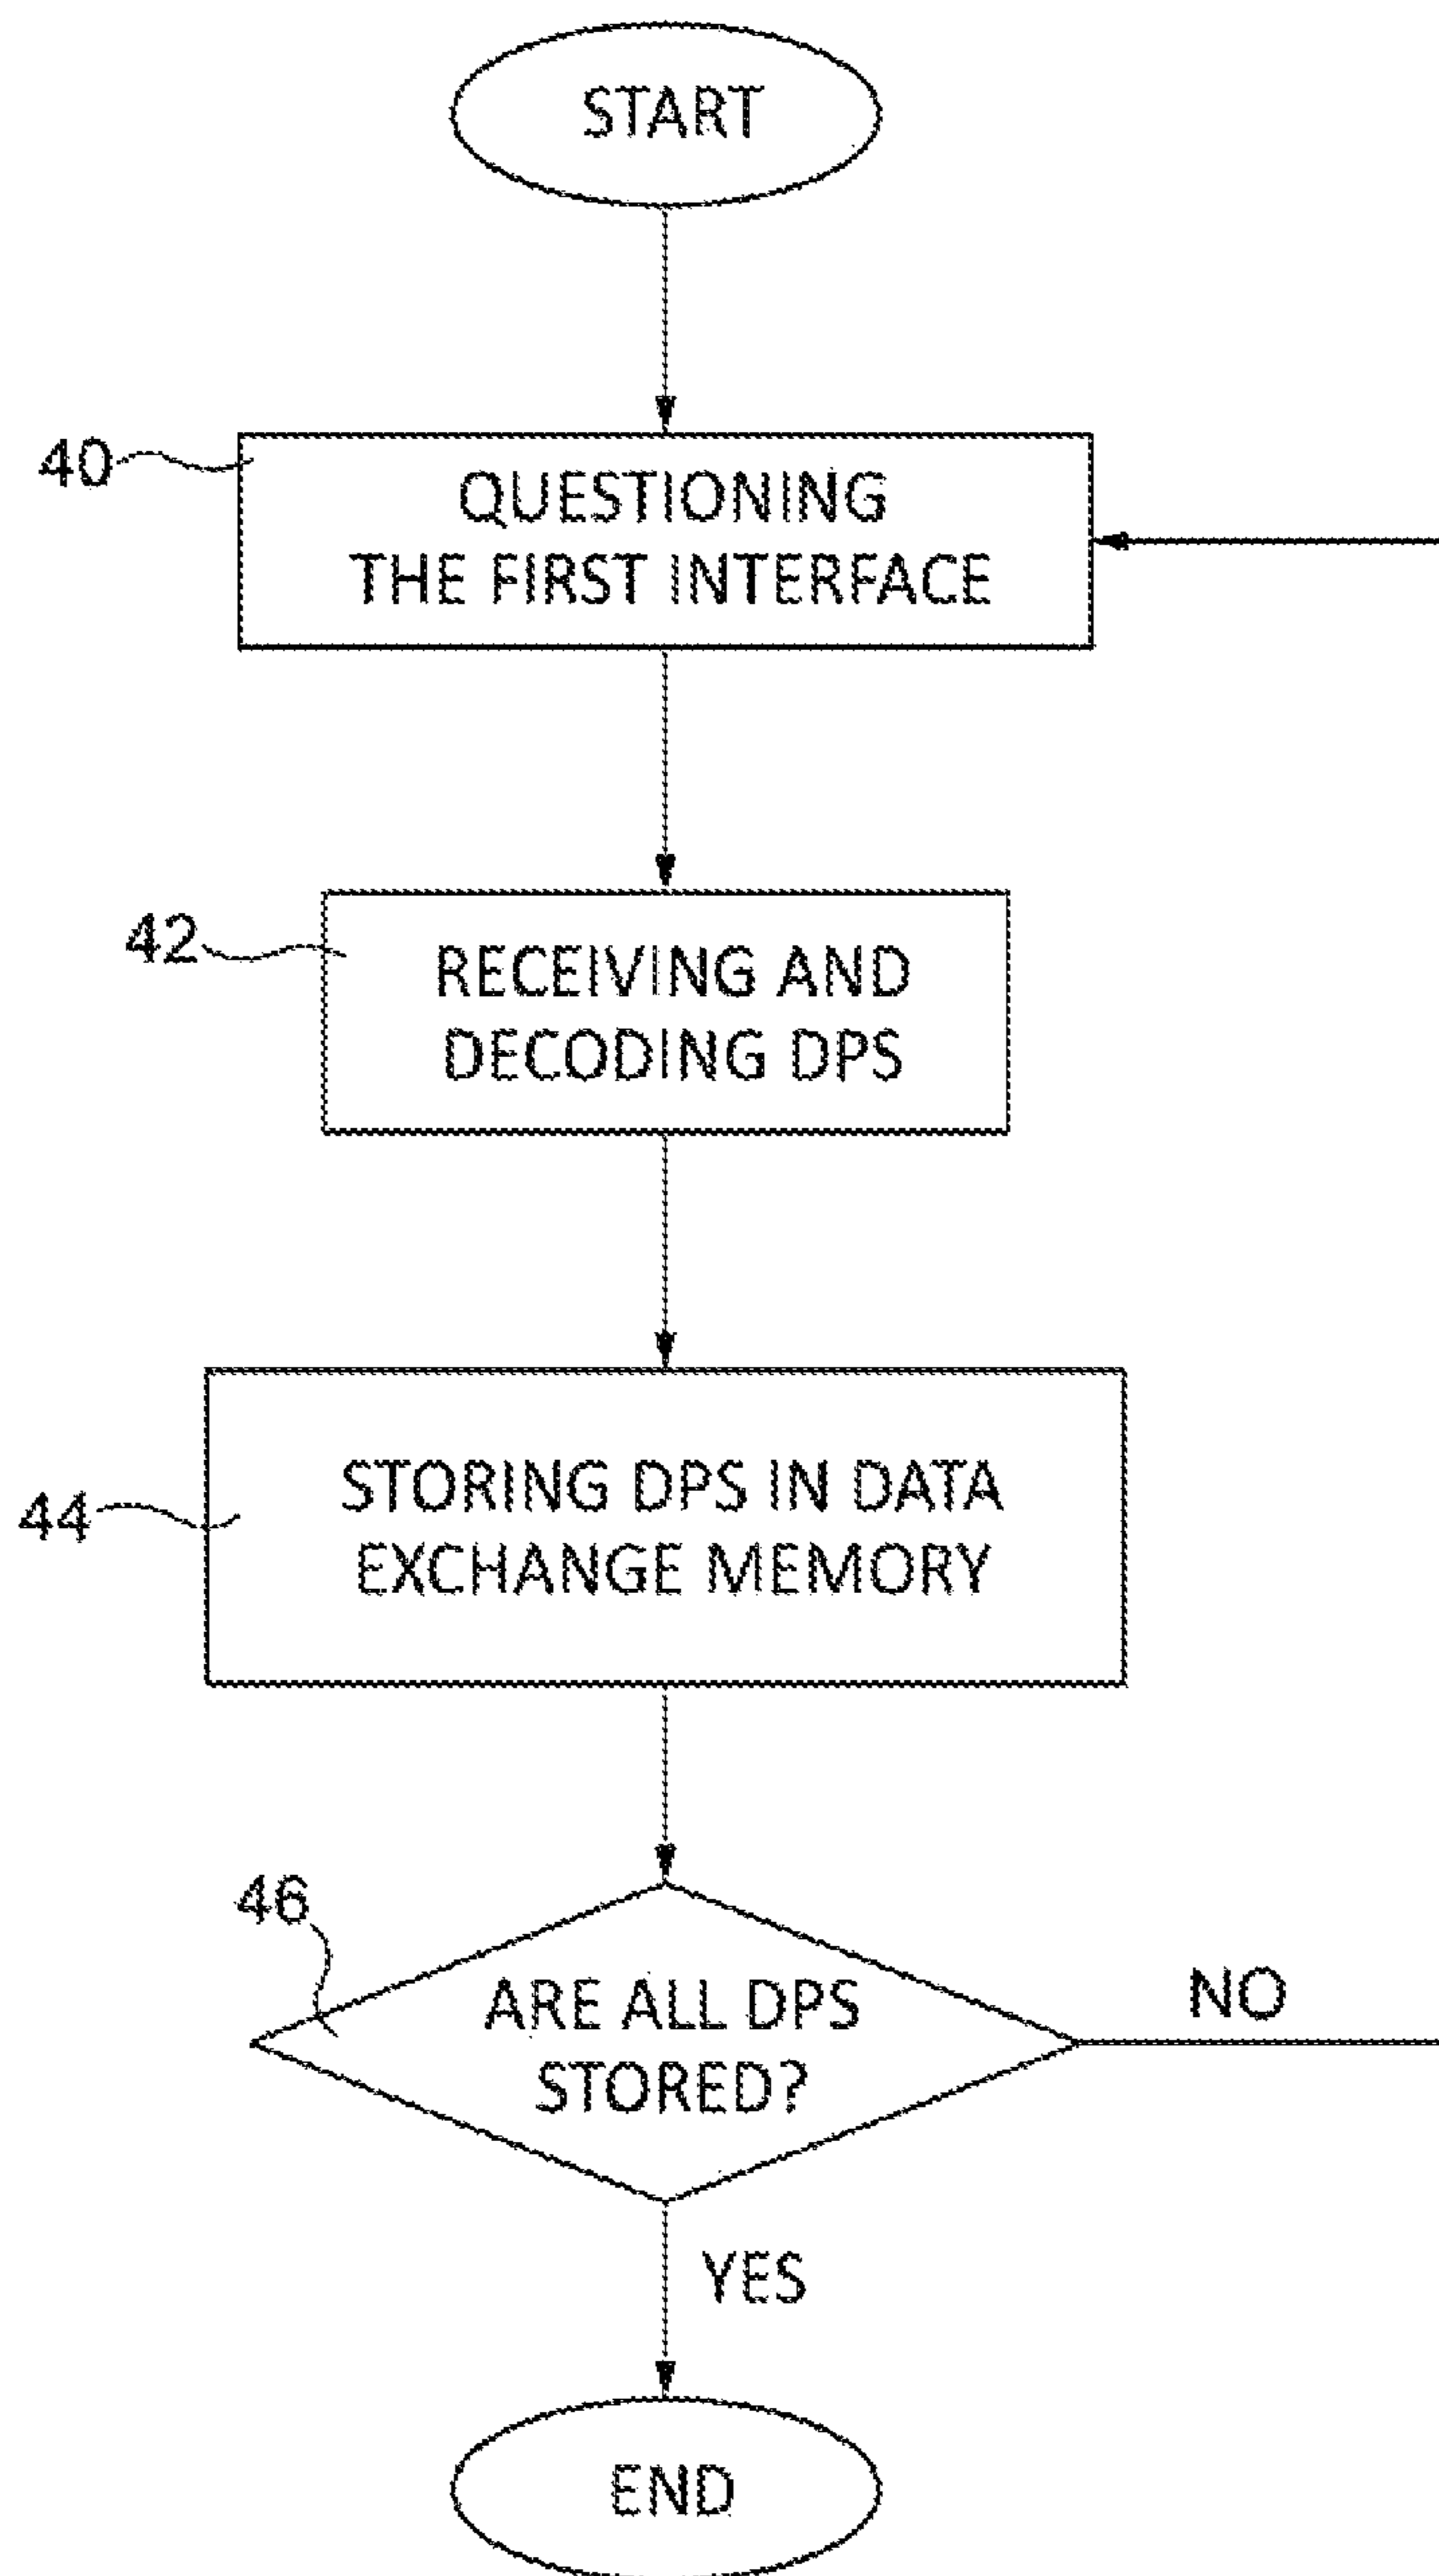 START
40
QUESTIONING
THE FIRST INTERFACE
42
RECEIVING AND
DECODING DPS
44
STORING DPS IN DATA
EXCHANGE MEMORY
46
ARE ALL DPS
STORED?
NO
YES
END